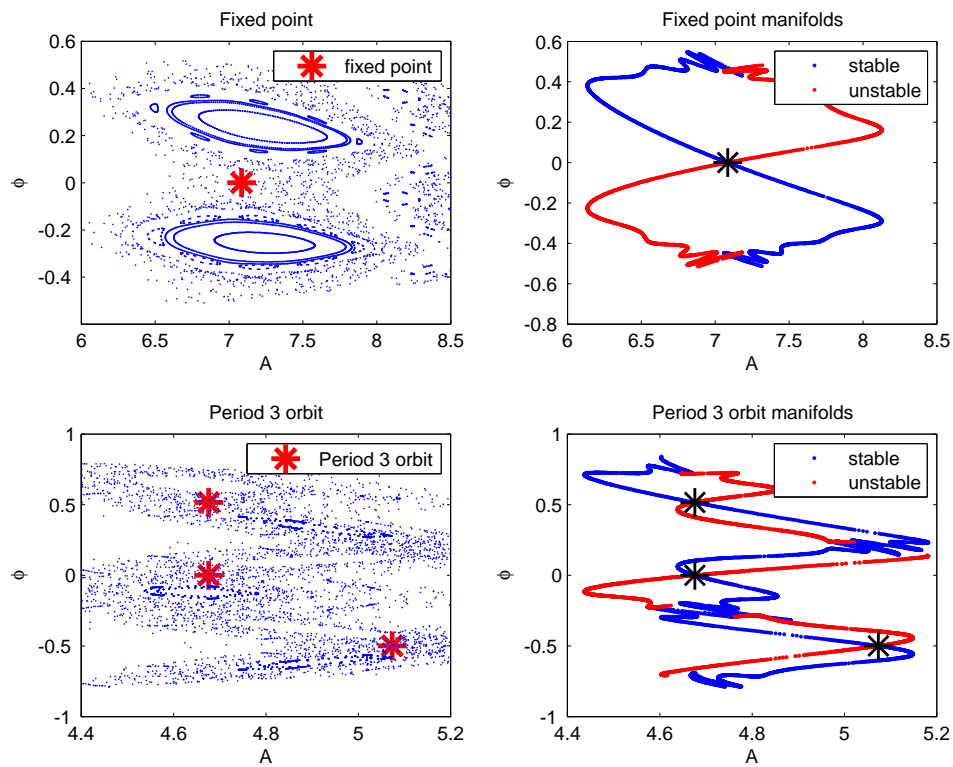 Fixed point
0.6
0.4
0.2
0
-0.2
-0.4
6
6.5
7
7.5
8
8.5
A
ϕ
fixed point
Fixed point manifolds
0.6
0.4
0.2
0
-0.2
-0.4
-0.6
-0.8
6
6.5
7
7.5
8
8.5
A
ϕ
stable
unstable
Period 3 orbit
1
0.5
0
-0.5
-1
4.4
4.6
4.8
5
5.2
A
ϕ
Period 3 orbit
Period 3 orbit manifolds
1
0.5
0
-0.5
-1
4.4
4.6
4.8
5
5.2
A
ϕ
stable
unstable